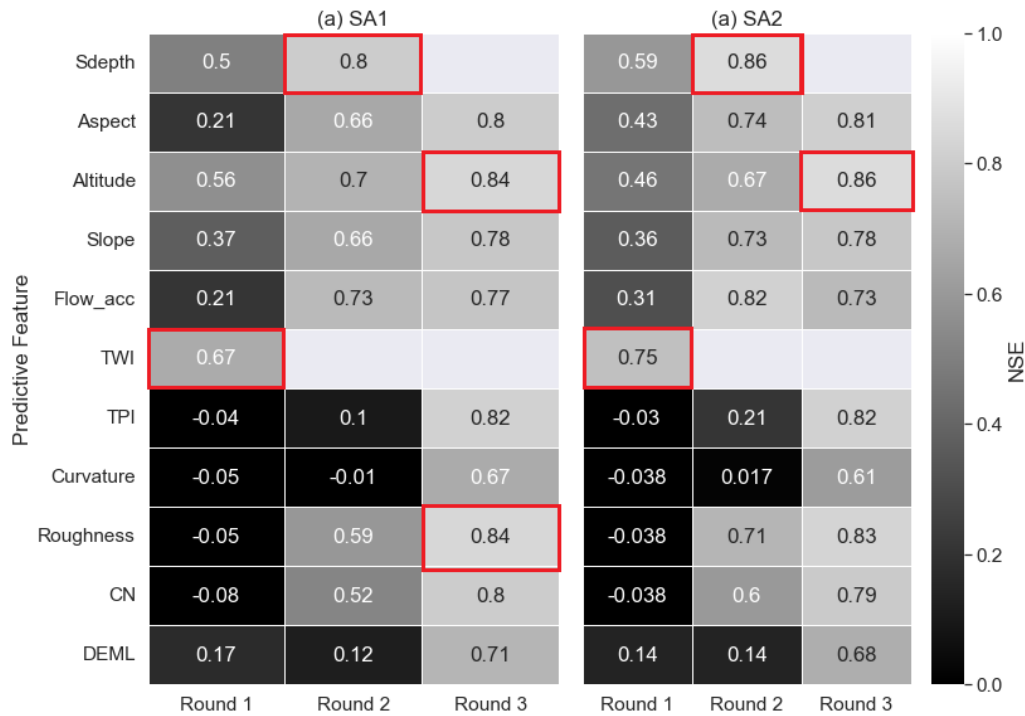 (a) SA1 (a) SA2
Sdepth 0.5 0.8 0.59 0.86 1.0
Aspect 0.21 0.66 0.8 0.43 0.74 0.81
0.8
Altitude 0.56 0.7 0.84 0.46 0.67 0.86
Slope 0.37 0.66 0.78 0.36 0.73 0.78
Flow_acc 0.21 0.73 0.77 0.31 0.82 0.73
0.6
TWI 0.67 0.75
Predictive Feature
NSE
TPI -0.04 0.1 0.82 -0.03 0.21 0.82
0.4
Curvature -0.05 -0.01 0.67 -0.038 0.017 0.61
Roughness -0.05 0.59 0.84 -0.038 0.71 0.83
0.2
CN -0.08 0.52 0.8 -0.038 0.6 0.79
DEML 0.17 0.12 0.71 0.14 0.14 0.68
0.0
Round 1 Round 2 Round 3 Round 1 Round 2 Round 3